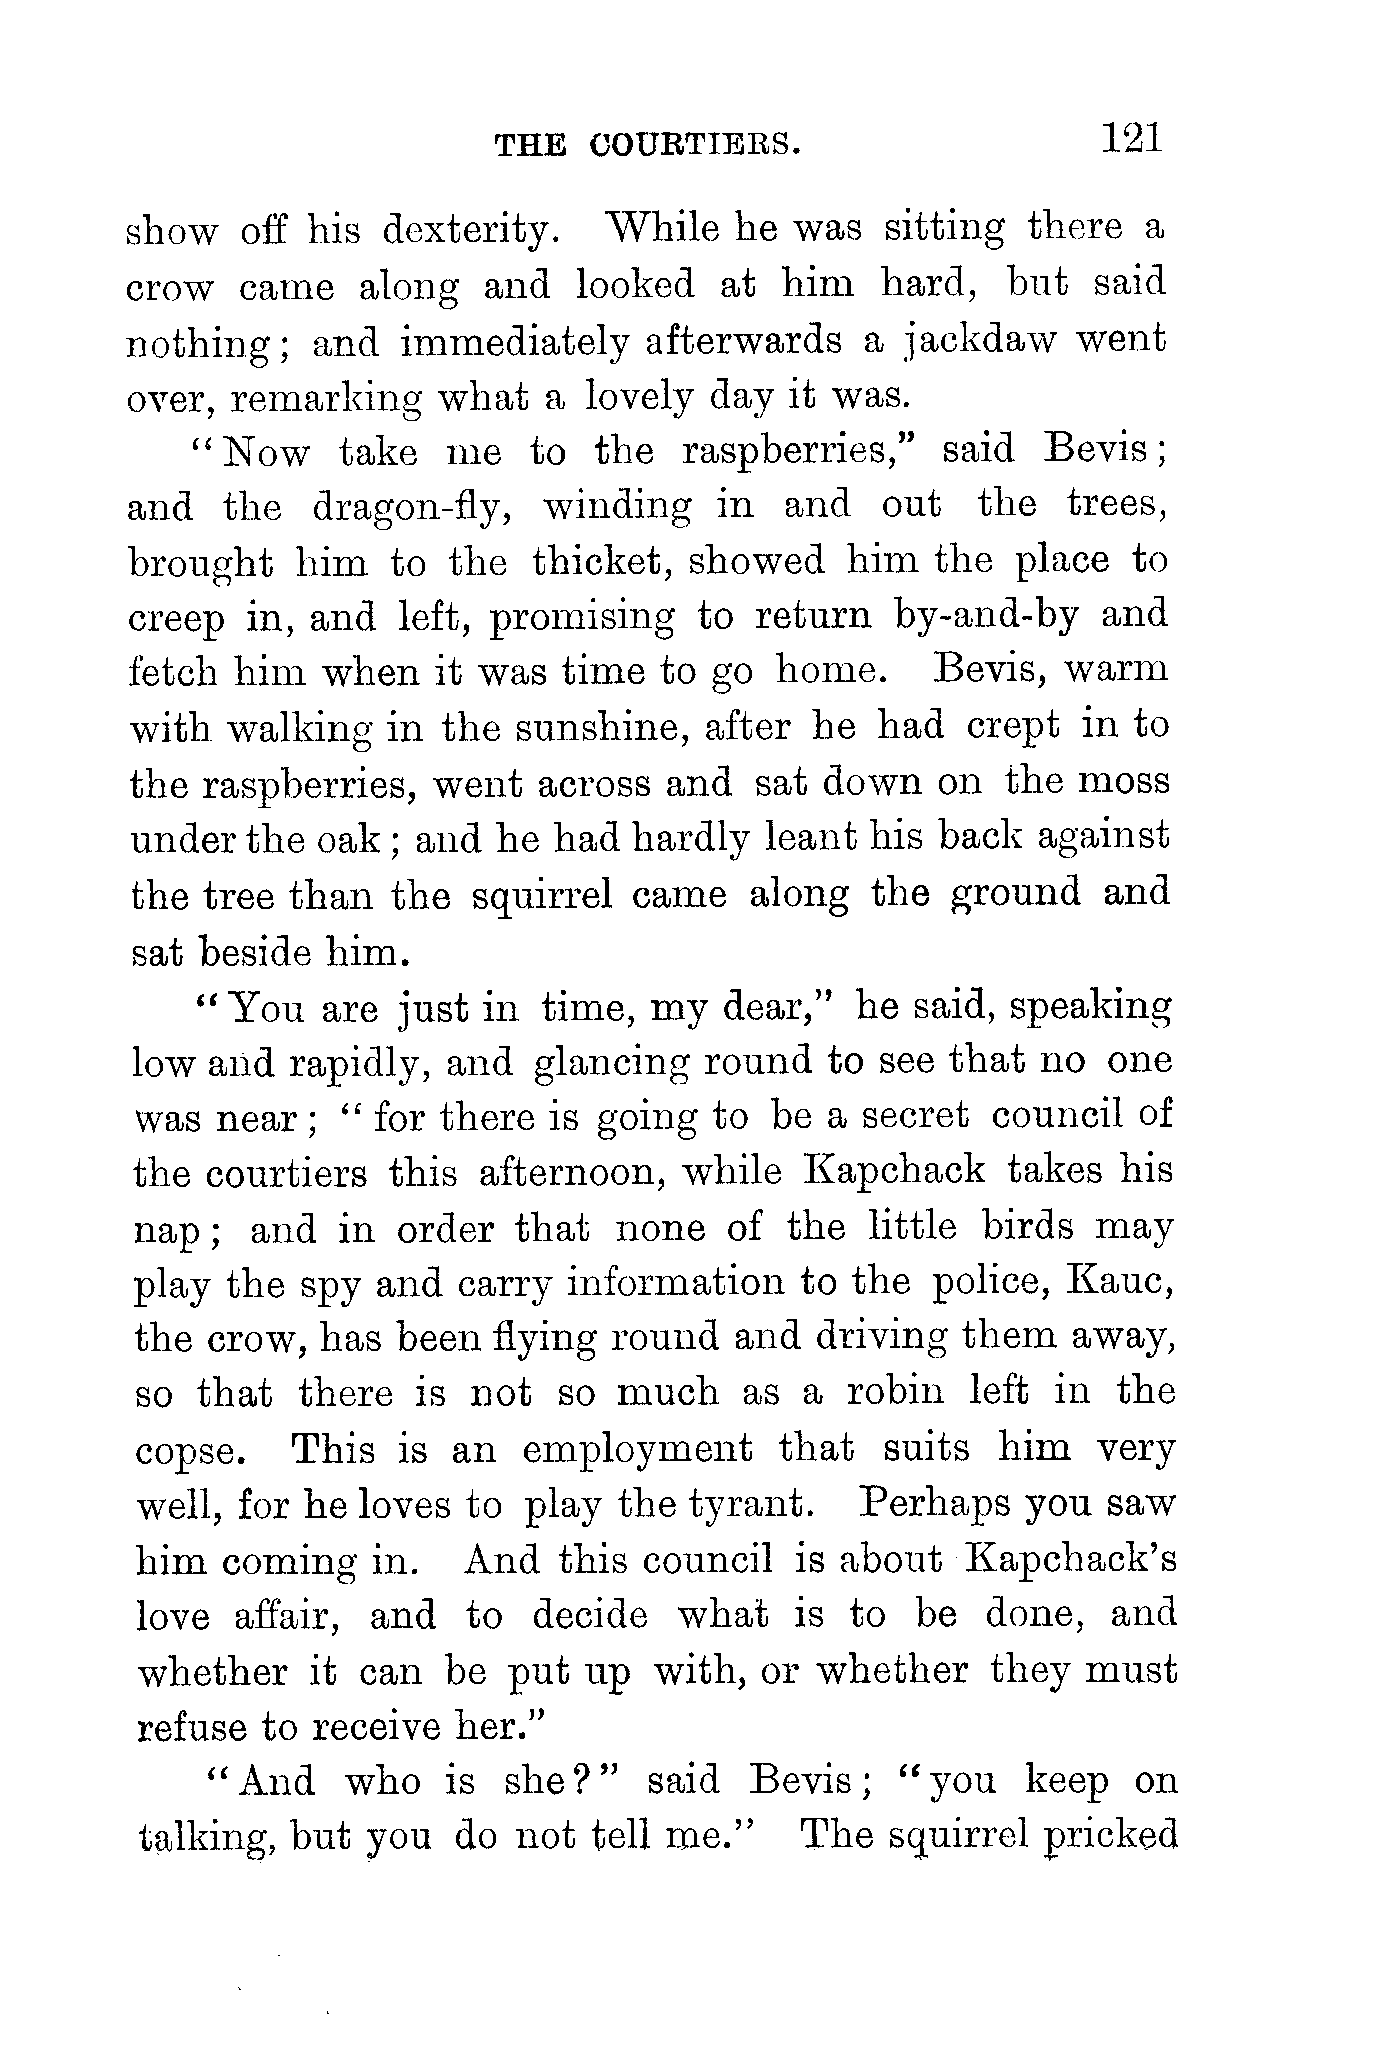 THE COURTIERS. 121
show off his dexterity. While he was sitting there a
crow came along and looked at him hard, but said
nothing; and immediately afterwards a jackdaw went
over, remarking what a lovely day it was.
"Now take me to the raspberries," said Bevis;
and the dragon-fly, winding in and out the trees,
brought him to the thicket, showed him the place to
creep in, and left, promising to return by-and-by and
fetch him when it was time to go home. Bevis, warm
with walking in the sunshine, after he had crept in to
the raspberries, went across and sat down on the moss
under the oak; and he had hardly leant his back against
the tree than the squirrel came along the ground and
sat beside him.
"You are just in time, my dear," he said, speaking
low and rapidly, and glancing round to see that no one
was near; "for there is going to be a secret council of
the courtiers this afternoon, while Kapchack takes his
nap; and in order that none of the little birds may
play the spy and carry information to the police, Kauc,
the crow, has been flying round and driving them away,
so that there is not so much as a robin left in the
copse. This is an employment that suits him very
well, for he loves to play the tyrant. Perhaps you saw
him coming in. And this council is about Kapchack's
love affair, and to decide what is to be done, and
whether it can be put up with, or whether they must
refuse to receive her."
"And who is she?" said Bevis; "you keep on
talking, but you do not tell me." The squirrel pricked